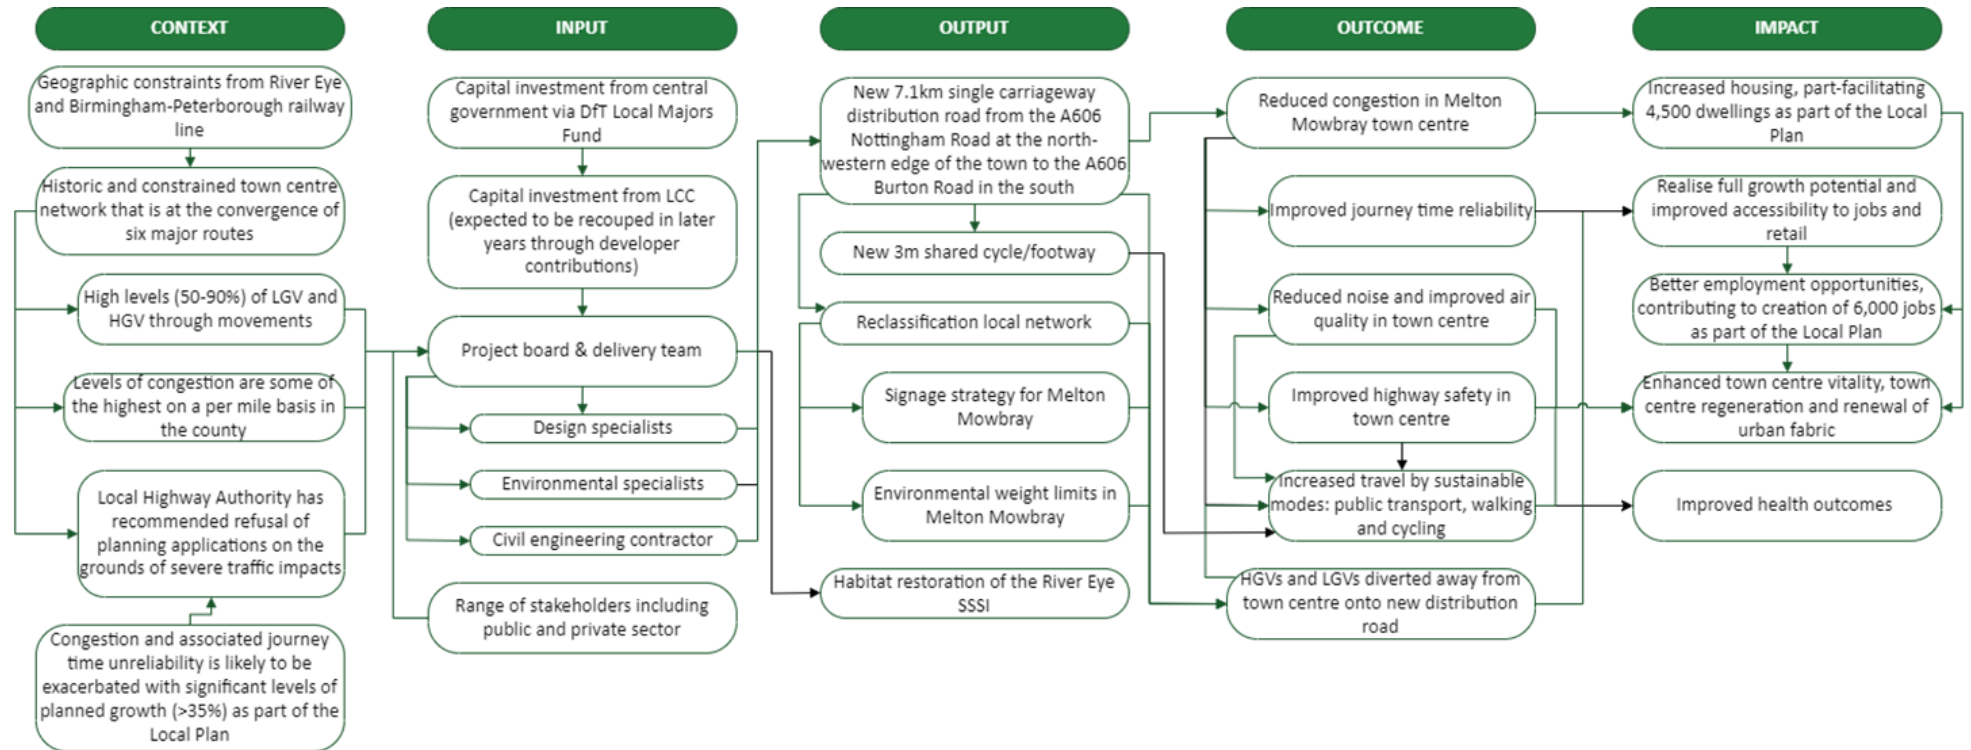 CONTEXT
Geographic constraints from River Eye
and Birmingham-Peterborough railway
line
Historic and constrained town centre
network that is at the convergence of
six major routes
High levels (50-90%) of LGV and
HGV through movements
Levels of congestion are some of
the highest on a per mile basis in
the county
Local Highway Authority has
recommended refusal of
planning applications on the
grounds of severe traffic impacts
Congestion and associated journey
time unreliability is likely to be
exacerbated with significant levels of
planned growth (>35%) as part of the
Local Plan
INPUT
Capital investment from central
government via DfT Local Majors
Fund
Capital investment from LCC
(expected to be recouped in later
years through developer
contributions)
Project board & delivery team
Design specialists
Environmental specialists
Civil engineering contractor
Range of stakeholders including
public and private sector
OUTPUT
New 7.1km single carriageway
distribution road from the A606
Nottingham Road at the north-
western edge of the town to the A606
Burton Road in the south
New 3m shared cycle/footway
Reclassification local network
Signage strategy for Melton
Mowbray
Environmental weight limits in
Melton Mowbray
Habitat restoration of the River Eye
SSSI
OUTCOME
Reduced congestion in Melton
Mowbray town centre
Improved journey time reliability
Reduced noise and improved air
quality in town centre
Improved highway safety in
town centre
Increased travel by sustainable
modes: public transport, walking
and cycling
HGVs and LGVs diverted away from
town centre onto new distribution
road
IMPACT
Increased housing, part-facilitating
4,500 dwellings as part of the Local
Plan
Realise full growth potential and
improved accessibility to jobs and
retail
Better employment opportunities,
contributing to creation of 6,000 jobs
as part of the Local Plan
Enhanced town centre vitality, town
centre regeneration and renewal of
urban fabric
Improved health outcomes